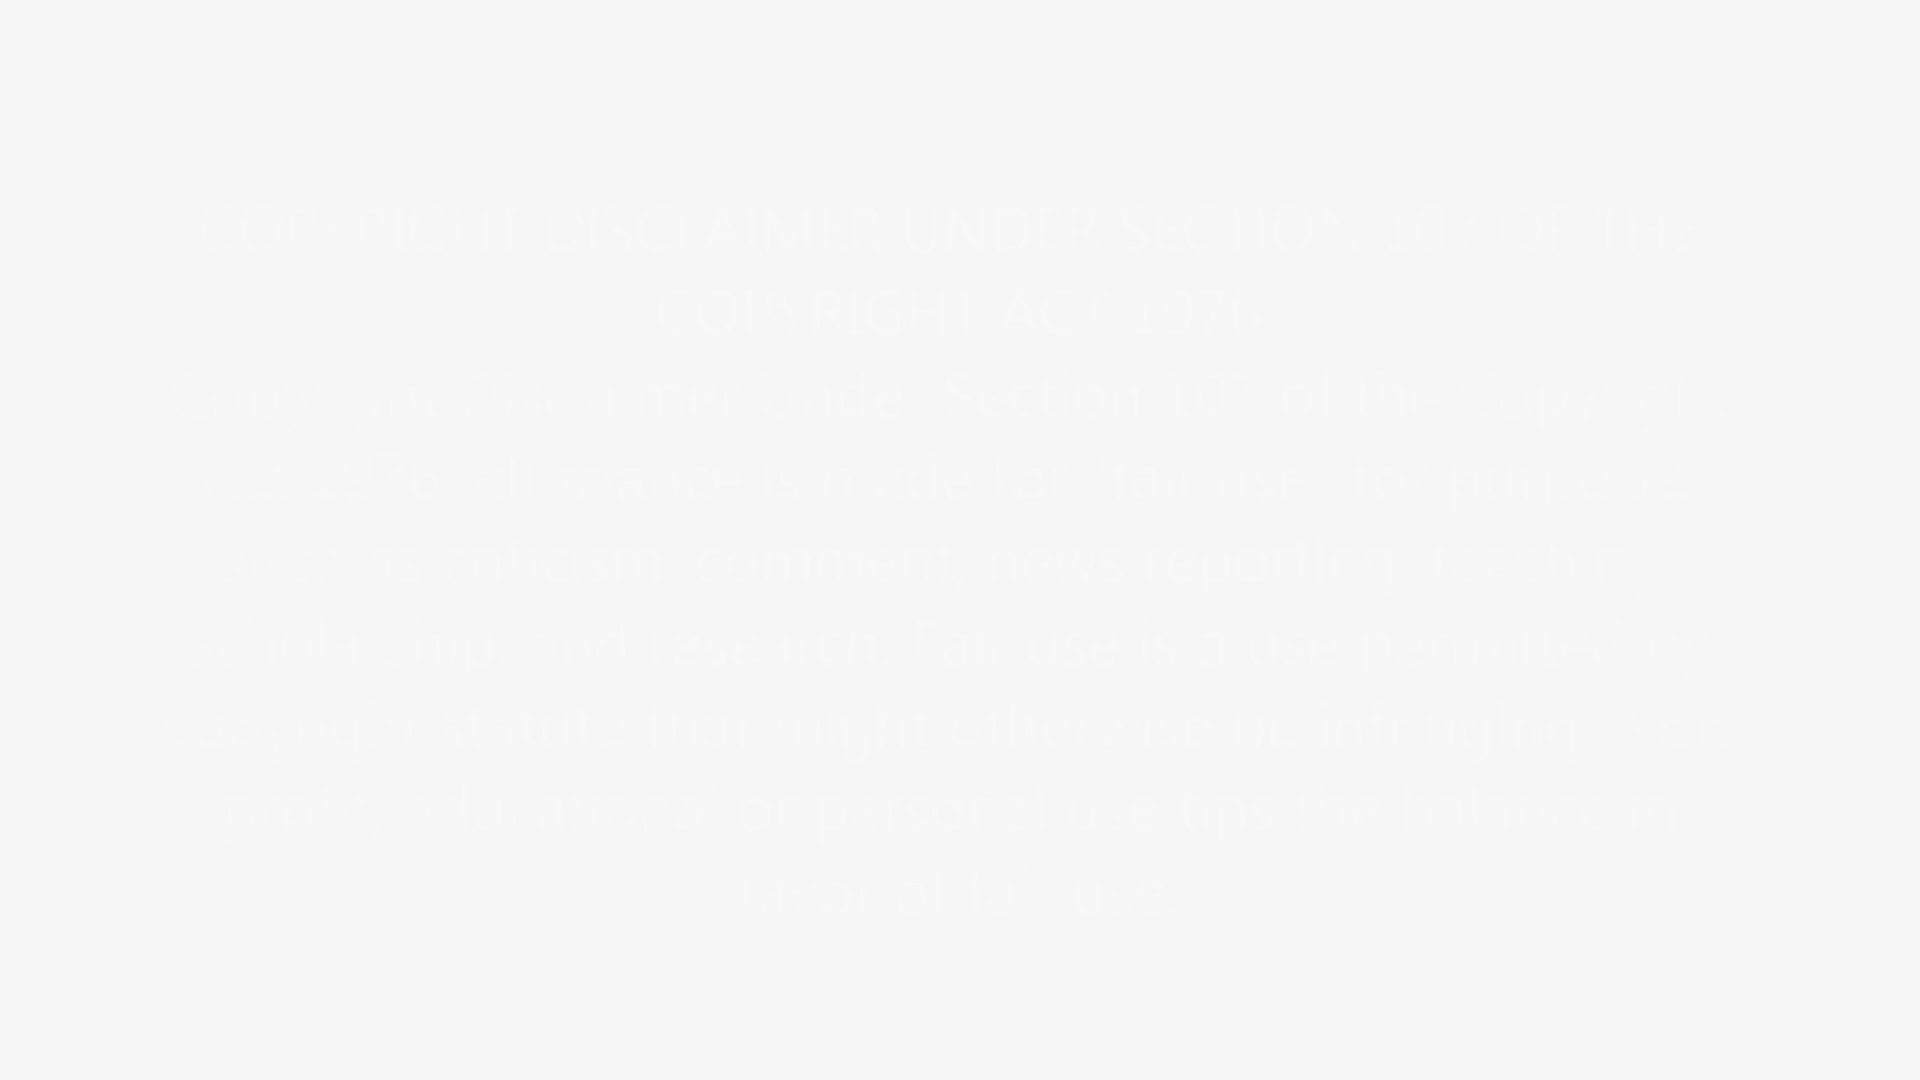 COPYRIGHT DISCLAIMER UNDER SECTION 107 OF THE
COPYRIGHT ACT 1976
Copyright Disclaimer Under Section 107 of the Copyright
Act 1976, allowance is made for "fair use" for purposes
such as criticism, comment, news reporting, teaching,
scholarship, and research. Fair use is a use permitted by
copyright statute that might otherwise be infringing. Non-
profit, educational or personal use tips the balance in
favor of fair use